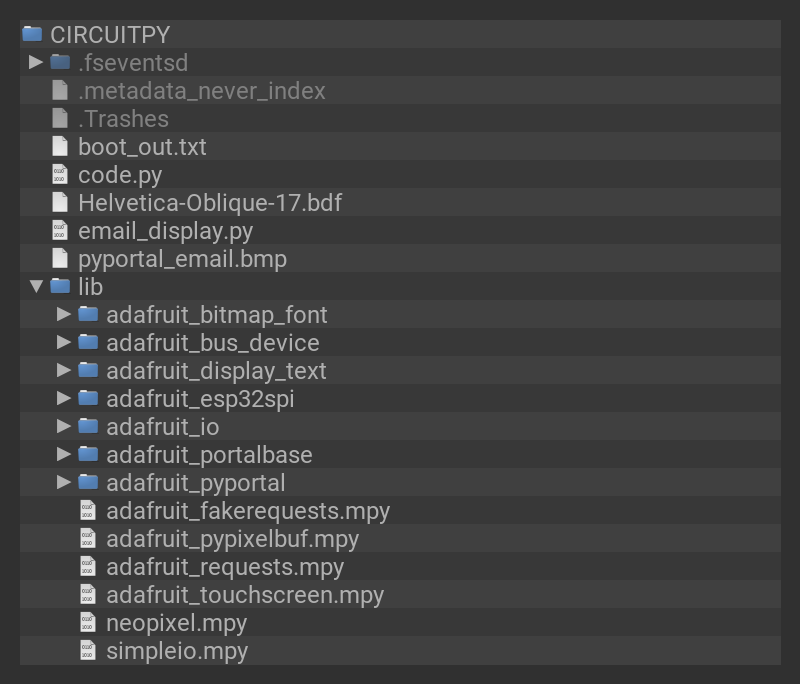 CIRCUITPY
.fseventsd
.metadata_never_index
.Trashes
boot_out.txt
code.py
Helvetica-Oblique-17.bdf
email_display.py
pyportal_email.bmp
lib
adafruit_bitmap_font
adafruit_bus_device
adafruit_display_text
adafruit_esp32spi
adafruit_io
adafruit_portalbase
adafruit_pyportal
adafruit_fakerequests.mpy
adafruit_pypixelbuf.mpy
adafruit_requests.mpy
adafruit_touchscreen.mpy
neopixel.mpy
simpleio.mpy